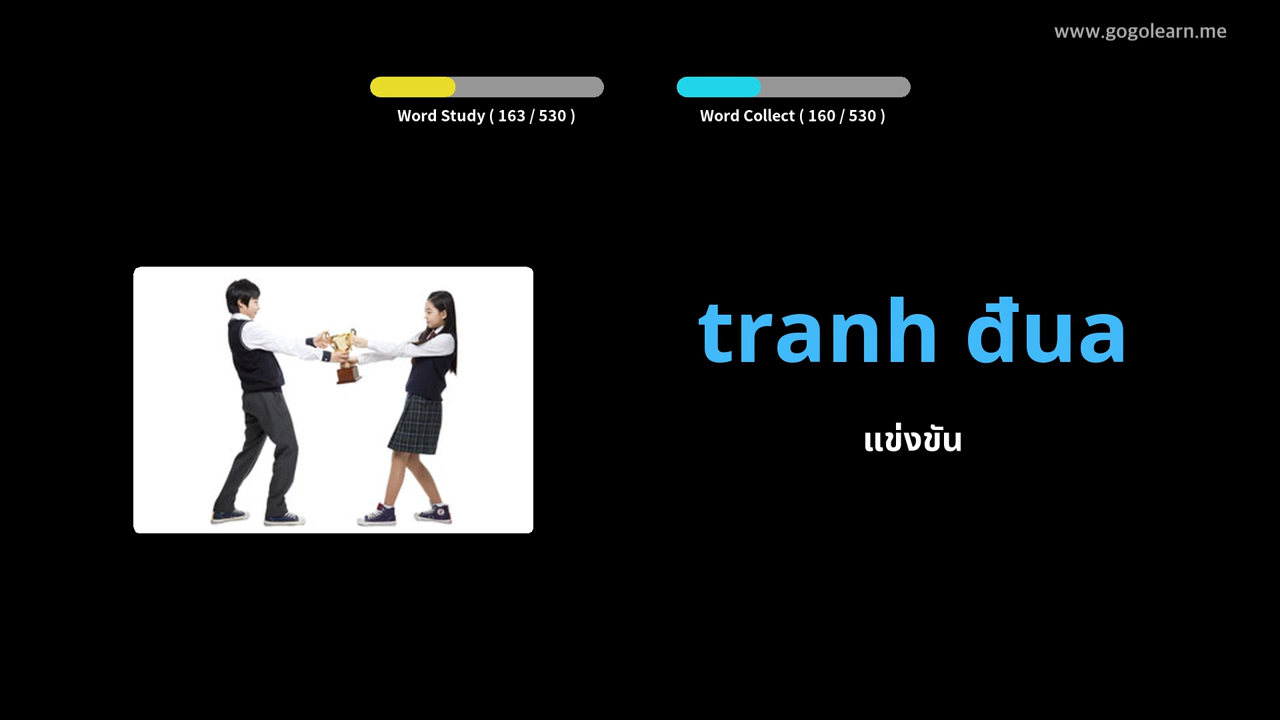 www.gogolearn.me
Word Study ( 163 / 530 )
Word Collect ( 160 / 530 )
tranh đua
แข่งขัน